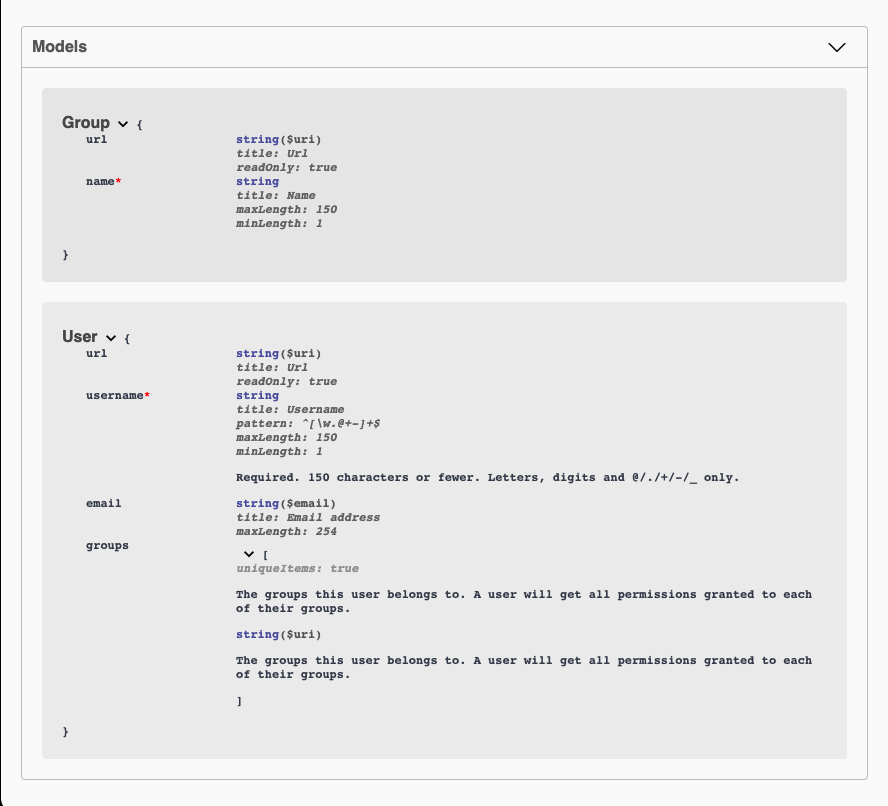 Models
Group {
url string($uri)
title: Url
readOnly: true
name* string
title: Name
maxLength: 150
minLength: 1
}
User {
url string($uri)
title: Url
readOnly: true
username* string
title: Username
pattern: ^[\w.@+-]+$
maxLength: 150
minLength: 1
Required. 150 characters or fewer. Letters, digits and @/./+/-/_ only.
email string($email)
title: Email address
maxLength: 254
groups [
uniqueItems: true
The groups this user belongs to. A user will get all permissions granted to each
of their groups.
string($uri)
The groups this user belongs to. A user will get all permissions granted to each
of their groups.
]
}